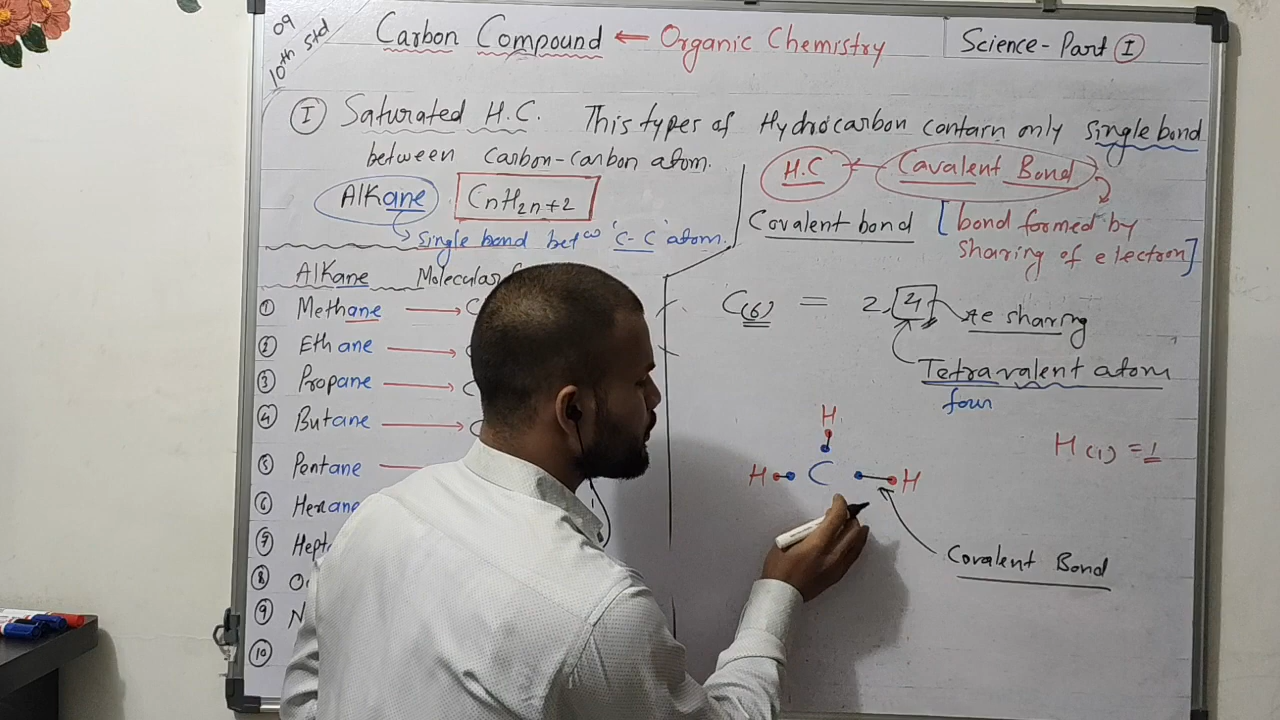 09
10th std
Carbon Compound ← Organic Chemistry
Science-Part I
I Saturated H.C. This types of Hydrocarbon contain only single bond
between Carbon-carbon atom.
Alkane CnH2n+2
Single bond betn 'C-C' atom.
H.C ← Cavalent Bond
Covalent bond [bond formed by
sharing of electron]
Alkane Molecular
1 Methane → C
2 Ethane → C
3 Propane → C
4 Butane → C
5 Pentane
6 Hexane
7 Hept
8 O
9 N
10
C(6) = 2,4 sharing
Tetravalent atom
four
H(1) = 1
H
H C H
Covalent Bond